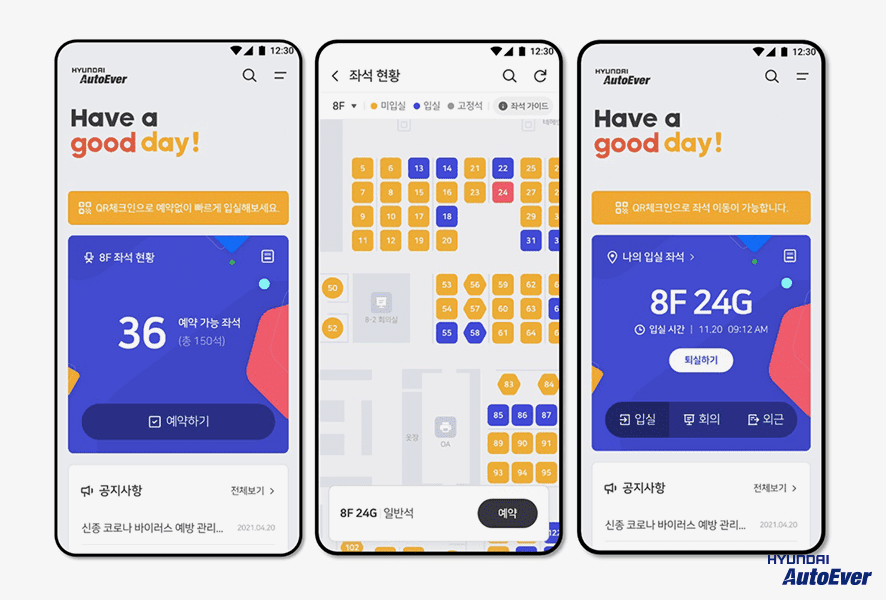 12:30
HYUNDAI
AutoEver
Have a
good day!
QR체크인으로 예약없이 빠르게 입실해보세요.
8F 좌석 현황
36
예약 가능 좌석
(총 150석)
예약하기
공지사항
전체보기 >
신종 코로나 바이러스 예방 관리...
2021.04.20
12:30
< 좌석 현황
8F ▼ 미입실 입실 고정석 좌석 가이드
5 6 13 14 21 22 25
7 8 15 16 23 24 27
9 10 17 18 29
11 12 19 20 31
50 53 56 59 62
54 57 60 63
52 55 58 61 64
B-2 회의실
83 84
85 86 87
옷장
OA
89 90 91
93 94 95
8F 24G 일반석
예약
102
122
12:30
HYUNDAI
AutoEver
Have a
good day!
QR체크인으로 좌석 이동이 가능합니다.
나의 입실 좌석 >
8F 24G
입실 시간 | 11.20 09:12 AM
퇴실하기
입실 회의 외근
공지사항
전체보기 >
신종 코로나 바이러스 예방 관리...
2021.04.20
HYUNDAI
AutoEver